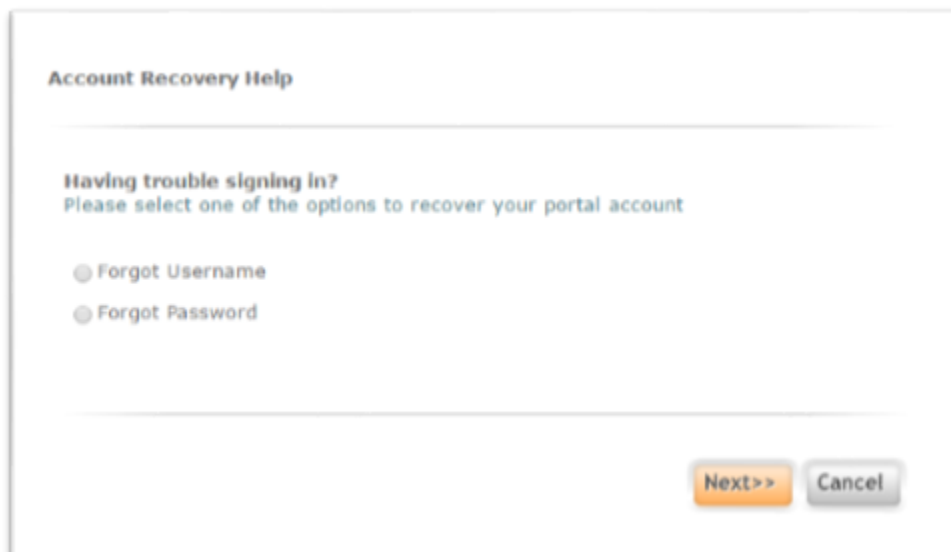 Account Recovery Help
Having trouble signing in?
Please select one of the options to recover your portal account
Forgot Username
Forgot Password
Next>> Cancel